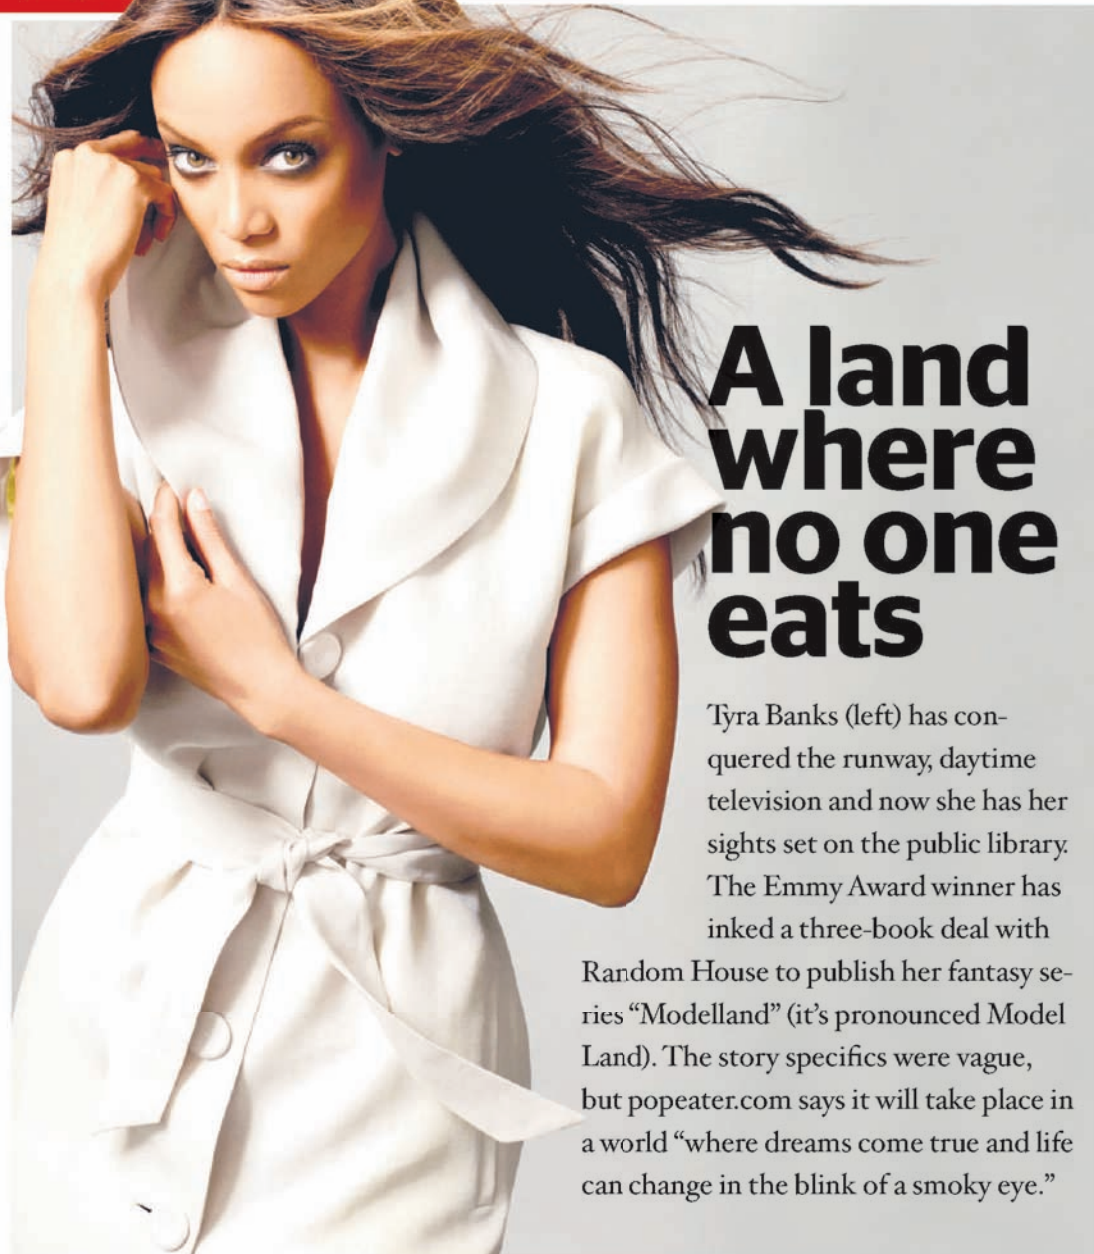 A land
where
no one
eats
Tyra Banks (left) has con-
quered the runway, daytime
television and now she has her
sights set on the public library.
The Emmy Award winner has
inked a three-book deal with
Random House to publish her fantasy se-
ries “Modelland” (it’s pronounced Model
Land). The story specifics were vague,
but popeater.com says it will take place in
a world “where dreams come true and life
can change in the blink of a smoky eye.”